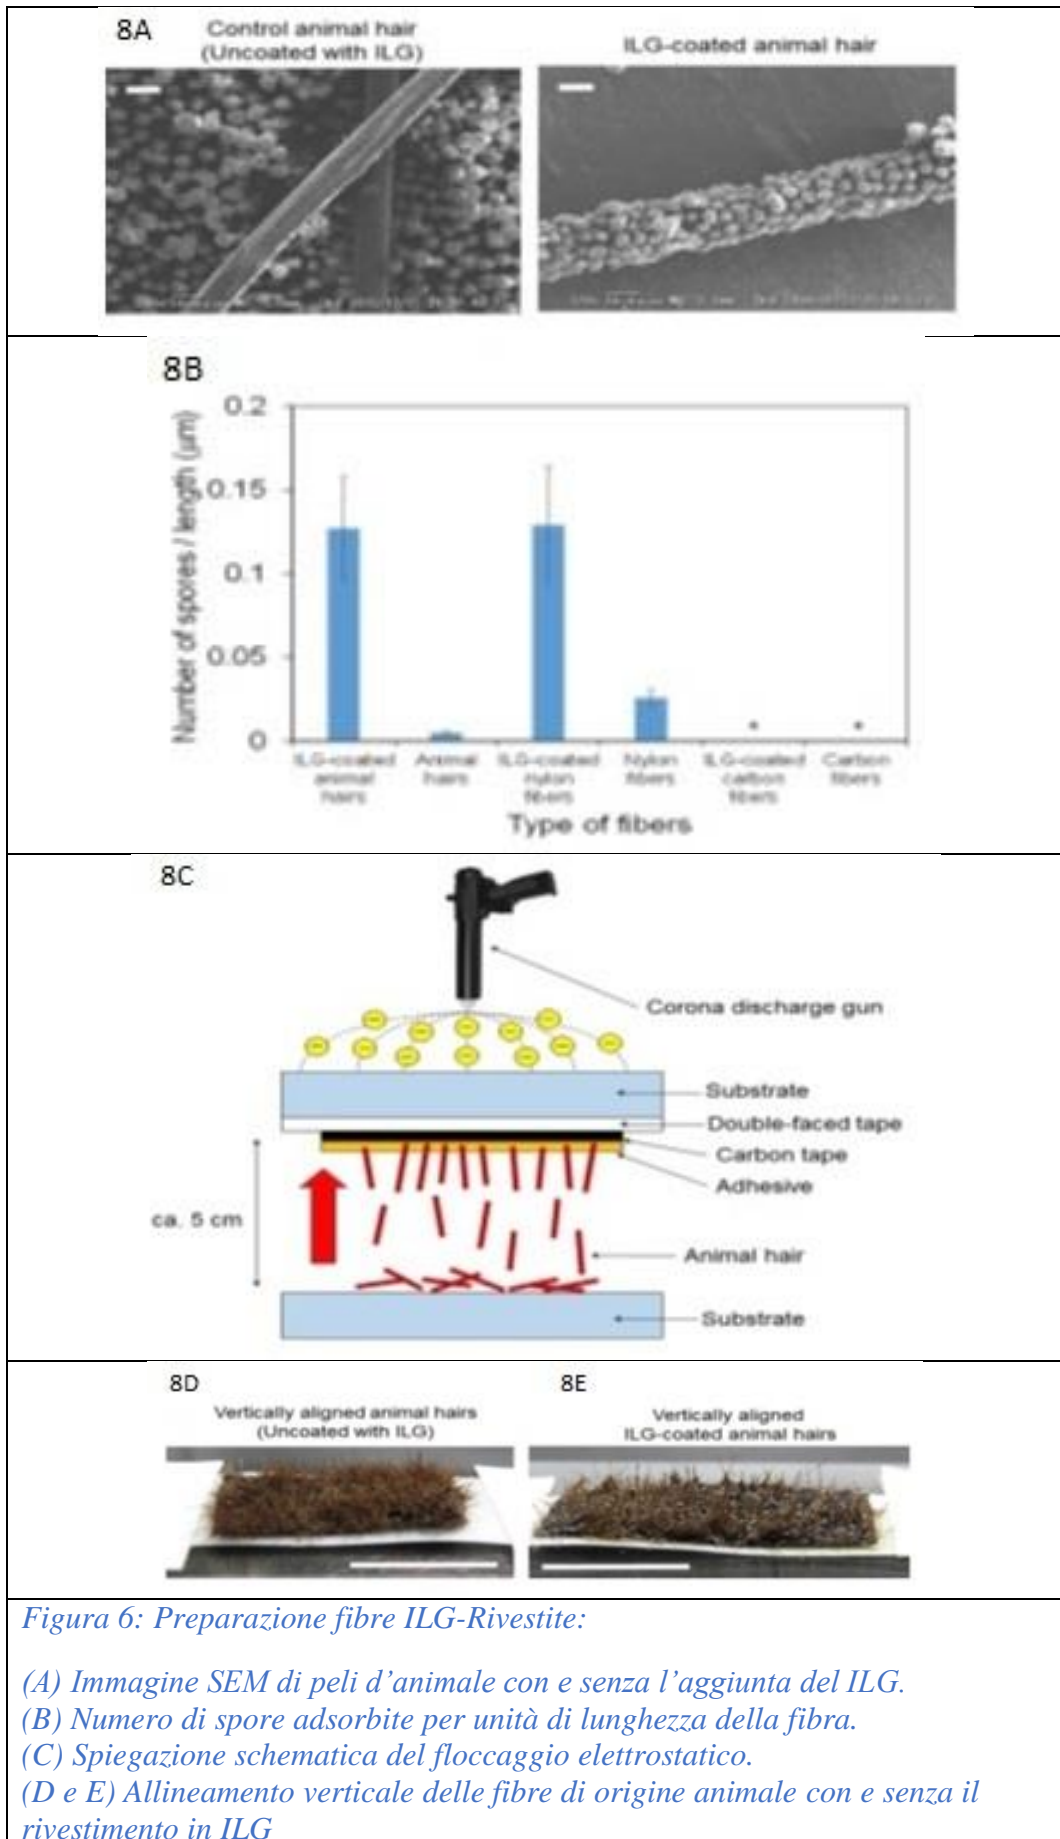 8A
Control animal hair
(Uncoated with ILG)
ILG-coated animal hair
8B
Number of spores / length (μm)
0.2
0.15
0.1
0.05
0
ILG-coated animal hairs
Animal hairs
ILG-coated nylon fibers
Nylon fibers
ILG-coated carbon fibers
Carbon fibers
*
*
Type of fibers
8C
Corona discharge gun
Substrate
Double-faced tape
Carbon tape
Adhesive
ca. 5 cm
Animal hair
Substrate
8D
Vertically aligned animal hairs
(Uncoated with ILG)
8E
Vertically aligned
ILG-coated animal hairs
Figura 6: Preparazione fibre ILG-Rivestite:
(A) Immagine SEM di peli d’animale con e senza l’aggiunta del ILG.
(B) Numero di spore adsorbite per unità di lunghezza della fibra.
(C) Spiegazione schematica del floccaggio elettrostatico.
(D e E) Allineamento verticale delle fibre di origine animale con e senza il
rivestimento in ILG